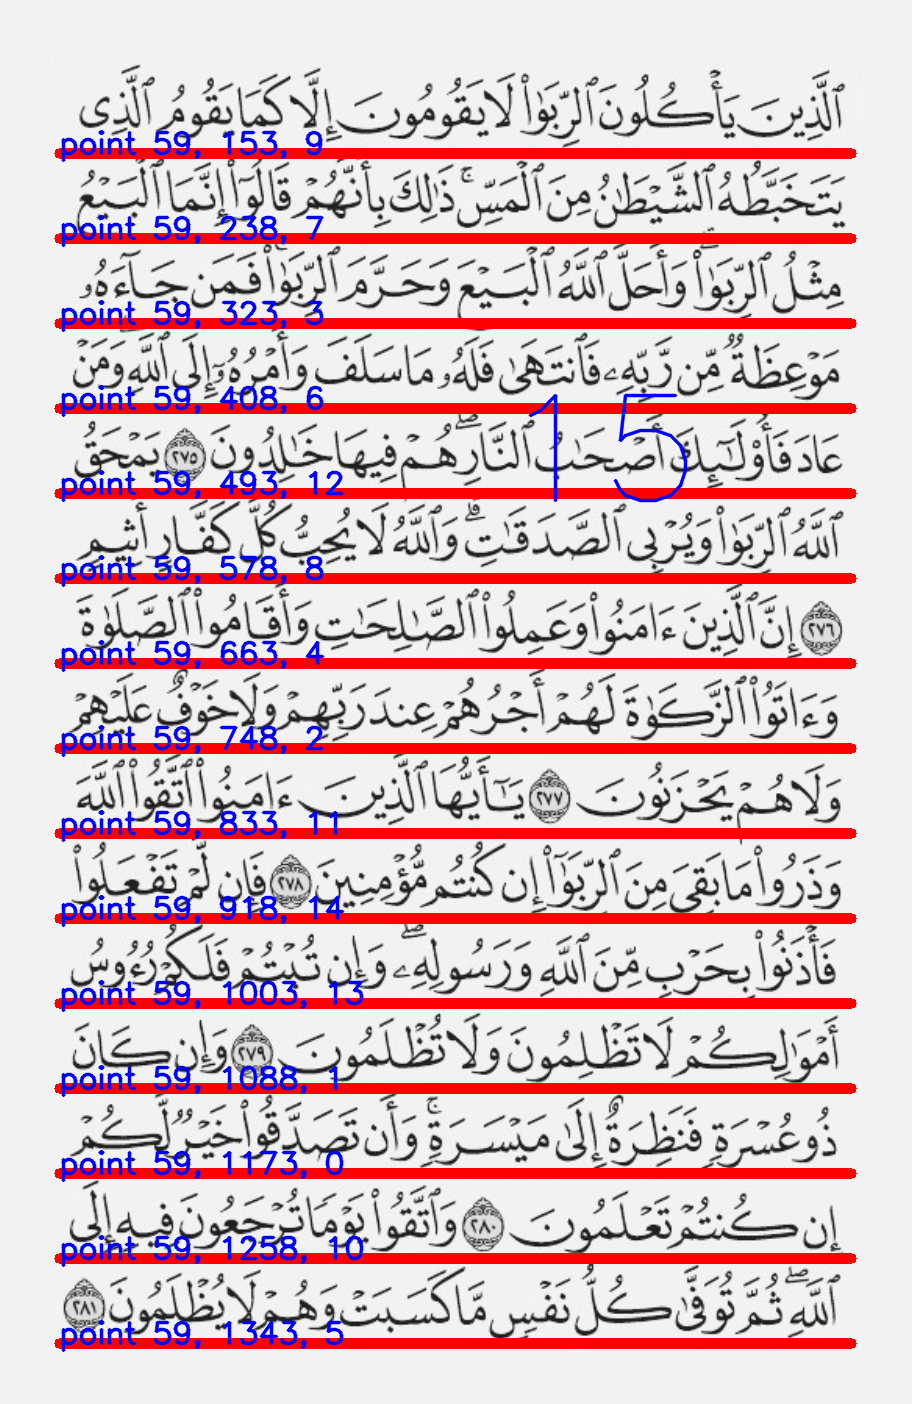 ٱلَّذِينَ يَأْكُلُونَ ٱلرِّبَوٰا۟ لَا يَقُومُونَ إِلَّا كَمَا يَقُومُ ٱلَّذِى
point 59, 153, 9
يَتَخَبَّطُهُ ٱلشَّيْطَٰنُ مِنَ ٱلْمَسِّ ۚ ذَٰلِكَ بِأَنَّهُمْ قَالُوٓا۟ إِنَّمَا ٱلْبَيْعُ
point 59, 238, 7
مِثْلُ ٱلرِّبَوٰا۟ ۗ وَأَحَلَّ ٱللَّهُ ٱلْبَيْعَ وَحَرَّمَ ٱلرِّبَوٰا۟ ۚ فَمَن جَآءَهُۥ
point 59, 323, 3
مَوْعِظَةٌ مِّن رَّبِّهِۦ فَٱنتَهَىٰ فَلَهُۥ مَا سَلَفَ وَأَمْرُهُۥٓ إِلَى ٱللَّهِ ۖ وَمَنْ
point 59, 408, 6
15
عَادَ فَأُو۟لَٰٓئِكَ أَصْحَٰبُ ٱلنَّارِ ۖ هُمْ فِيهَا خَٰلِدُونَ ٢٧٥ يَمْحَقُ
point 59, 493, 12
ٱللَّهُ ٱلرِّبَوٰا۟ وَيُرْبِى ٱلصَّدَقَٰتِ ۗ وَٱللَّهُ لَا يُحِبُّ كُلَّ كَفَّارٍ أَثِيمٍ
point 59, 578, 8
٢٧٦ إِنَّ ٱلَّذِينَ ءَامَنُوا۟ وَعَمِلُوا۟ ٱلصَّٰلِحَٰتِ وَأَقَامُوا۟ ٱلصَّلَوٰةَ
point 59, 663, 4
وَءَاتَوُا۟ ٱلزَّكَوٰةَ لَهُمْ أَجْرُهُمْ عِندَ رَبِّهِمْ وَلَا خَوْفٌ عَلَيْهِمْ
point 59, 748, 2
وَلَا هُمْ يَحْزَنُونَ ٢٧٧ يَٰٓأَيُّهَا ٱلَّذِينَ ءَامَنُوا۟ ٱتَّقُوا۟ ٱللَّهَ
point 59, 833, 11
وَذَرُوا۟ مَا بَقِىَ مِنَ ٱلرِّبَوٰٓا۟ إِن كُنتُم مُّؤْمِنِينَ ٢٧٨ فَإِن لَّمْ تَفْعَلُوا۟
point 59, 918, 14
فَأْذَنُوا۟ بِحَرْبٍ مِّنَ ٱللَّهِ وَرَسُولِهِۦ ۖ وَإِن تُبْتُمْ فَلَكُمْ رُءُوسُ
point 59, 1003, 13
أَمْوَٰلِكُمْ لَا تَظْلِمُونَ وَلَا تُظْلَمُونَ ٢٧٩ وَإِن كَانَ
point 59, 1088, 1
ذُو عُسْرَةٍ فَنَظِرَةٌ إِلَىٰ مَيْسَرَةٍ ۚ وَأَن تَصَدَّقُوا۟ خَيْرٌ لَّكُمْ
point 59, 1173, 0
إِن كُنتُمْ تَعْلَمُونَ ٢٨٠ وَٱتَّقُوا۟ يَوْمًا تُرْجَعُونَ فِيهِ إِلَى
point 59, 1258, 10
ٱللَّهِ ۖ ثُمَّ تُوَفَّىٰ كُلُّ نَفْسٍ مَّا كَسَبَتْ وَهُمْ لَا يُظْلَمُونَ ٢٨١
point 59, 1343, 5